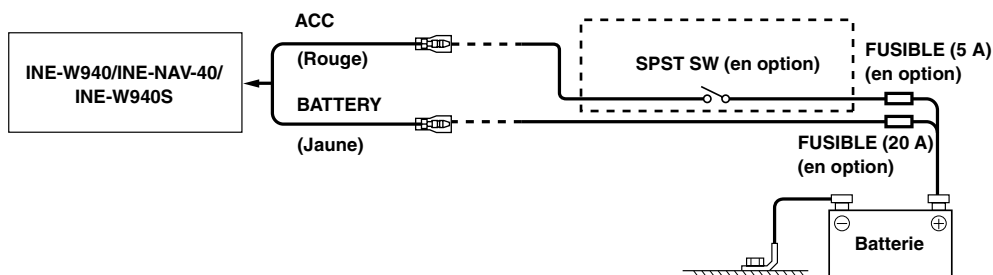 INE-W940/INE-NAV-40/
INE-W940S
ACC
(Rouge)
BATTERY
(Jaune)
SPST SW (en option)
FUSIBLE (5 A)
(en option)
FUSIBLE (20 A)
(en option)
Batterie